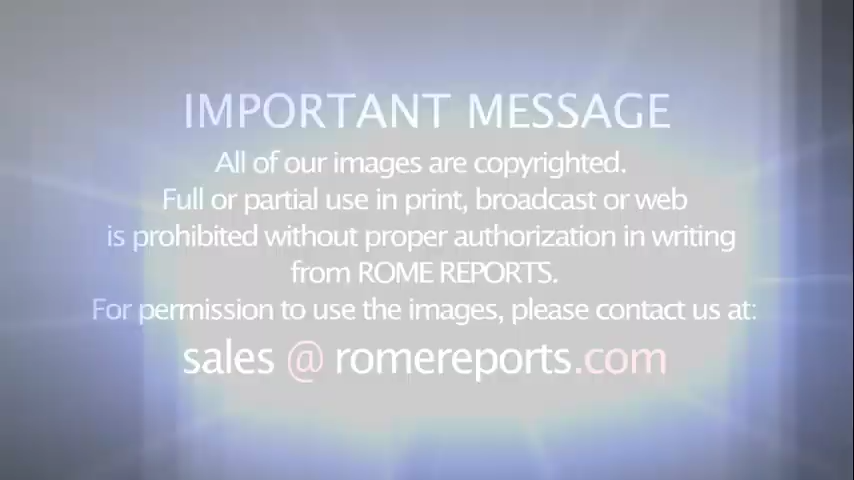 IMPORTANT MESSAGE
All of our images are copyrighted.
Full or partial use in print, broadcast or web
is prohibited without proper authorization in writing
from ROME REPORTS.
For permission to use the images, please contact us at:
sales @ romereports.com